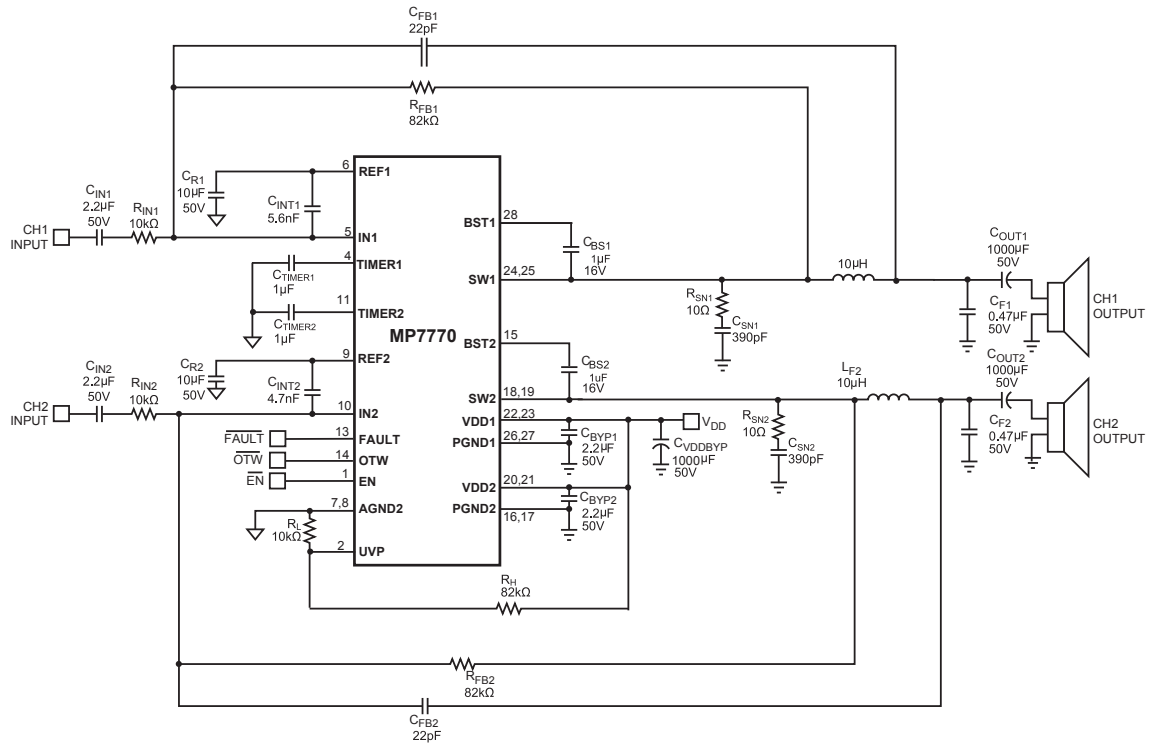 CFB1
22pF
RFB1
82kΩ
CR1
10µF
50V
CIN1
2.2µF
50V
RIN1
10kΩ
CH1
INPUT
CINT1
5.6nF
6
REF1
5
IN1
4
TIMER1
CTIMER1
1µF
11
TIMER2
CTIMER2
1µF
MP7770
9
REF2
CR2
10µF
50V
CIN2
2.2µF
50V
RIN2
10kΩ
CH2
INPUT
CINT2
4.7nF
10
IN2
FAULT
13
FAULT
OTW
14
OTW
EN
1
EN
7,8
AGND2
RL
10kΩ
2
UVP
BST1
28
CBS1
1µF
16V
SW1
24,25
10µH
RSN1
10Ω
CSN1
390pF
COUT1
1000µF
50V
CF1
0.47µF
50V
CH1
OUTPUT
BST2
15
CBS2
1uF
16V
SW2
18,19
LF2
10µH
RSN2
10Ω
CSN2
390pF
COUT2
1000µF
50V
CF2
0.47µF
50V
CH2
OUTPUT
VDD1
22,23
VDD
PGND1
26,27
CBYP1
2.2µF
50V
CVDDBYP
1000µF
50V
VDD2
20,21
PGND2
16,17
CBYP2
2.2µF
50V
RH
82kΩ
RFB2
82kΩ
CFB2
22pF